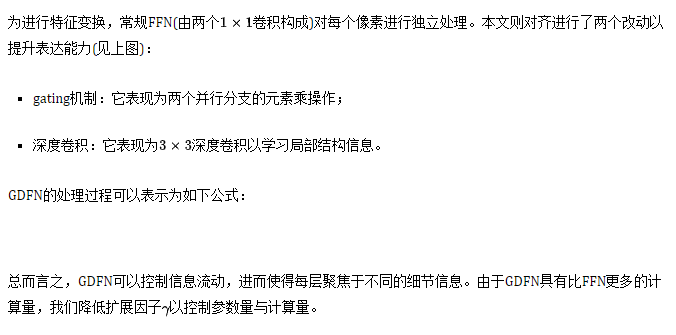 为进行特征变换，常规FFN(由两个1 × 1卷积构成)对每个像素进行独立处理。本文则对齐进行了两个改动以
提升表达能力(见上图)：
▪ gating机制：它表现为两个并行分支的元素乘操作；
▪ 深度卷积：它表现为3 × 3深度卷积以学习局部结构信息。
GDFN的处理过程可以表示为如下公式：
总而言之，GDFN可以控制信息流动，进而使得每层聚焦于不同的细节信息。由于GDFN具有比FFN更多的计
算量，我们降低扩展因子γ以控制参数量与计算量。